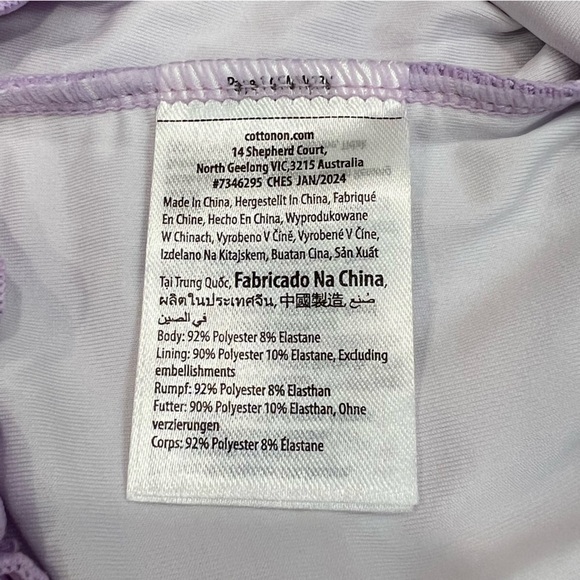 cottonon.com
14 Shepherd Court,
North Geelong VIC,3215 Australia
#7346295 CHES JAN/2024
Made In China, Hergestellt In China, Fabriqué
En Chine, Hecho En China, Wyprodukowane
W Chinach, Vyrobeno V Číně, Vyrobené V Číne,
Izdelano Na Kitajskem, Buatan Cina, Sản Xuất
Tại Trung Quốc, Fabricado Na China,
ผลิตในประเทศจีน, 中國製造, صُنع
في الصين
Body: 92% Polyester 8% Elastane
Lining: 90% Polyester 10% Elastane, Excluding
embellishments
Rumpf: 92% Polyester 8% Elasthan
Futter: 90% Polyester 10% Elasthan, Ohne
verzierungen
Corps: 92% Polyester 8% Élastane